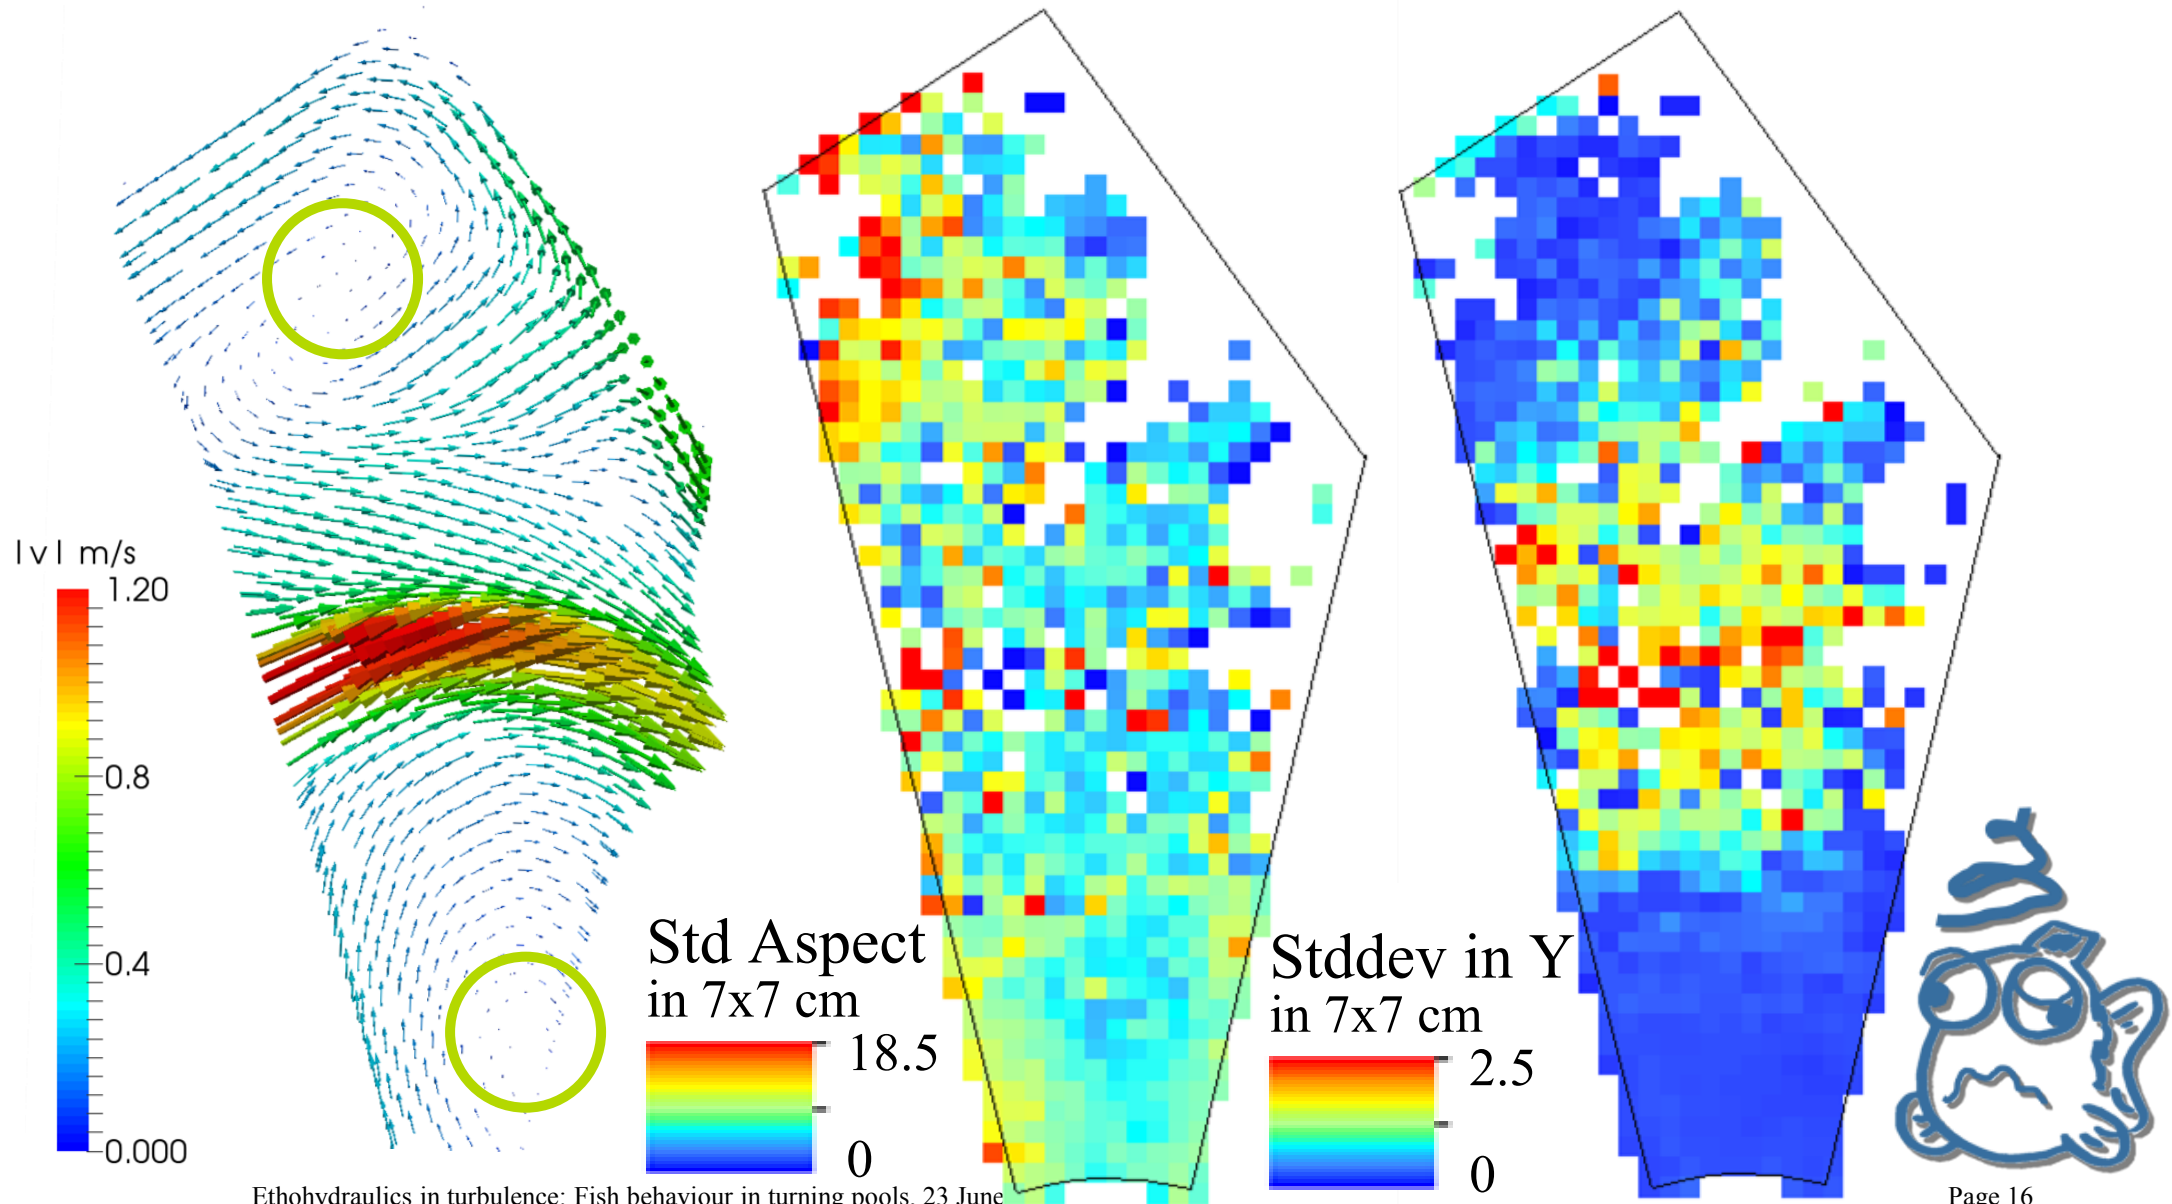 |v| m/s
1.20
0.8
0.4
0.000
Std Aspect
in 7x7 cm
18.5
0
Stddev in Y
in 7x7 cm
2.5
0
Ethohydraulics in turbulence: Fish behaviour in turning pools, 23 June
Page 16